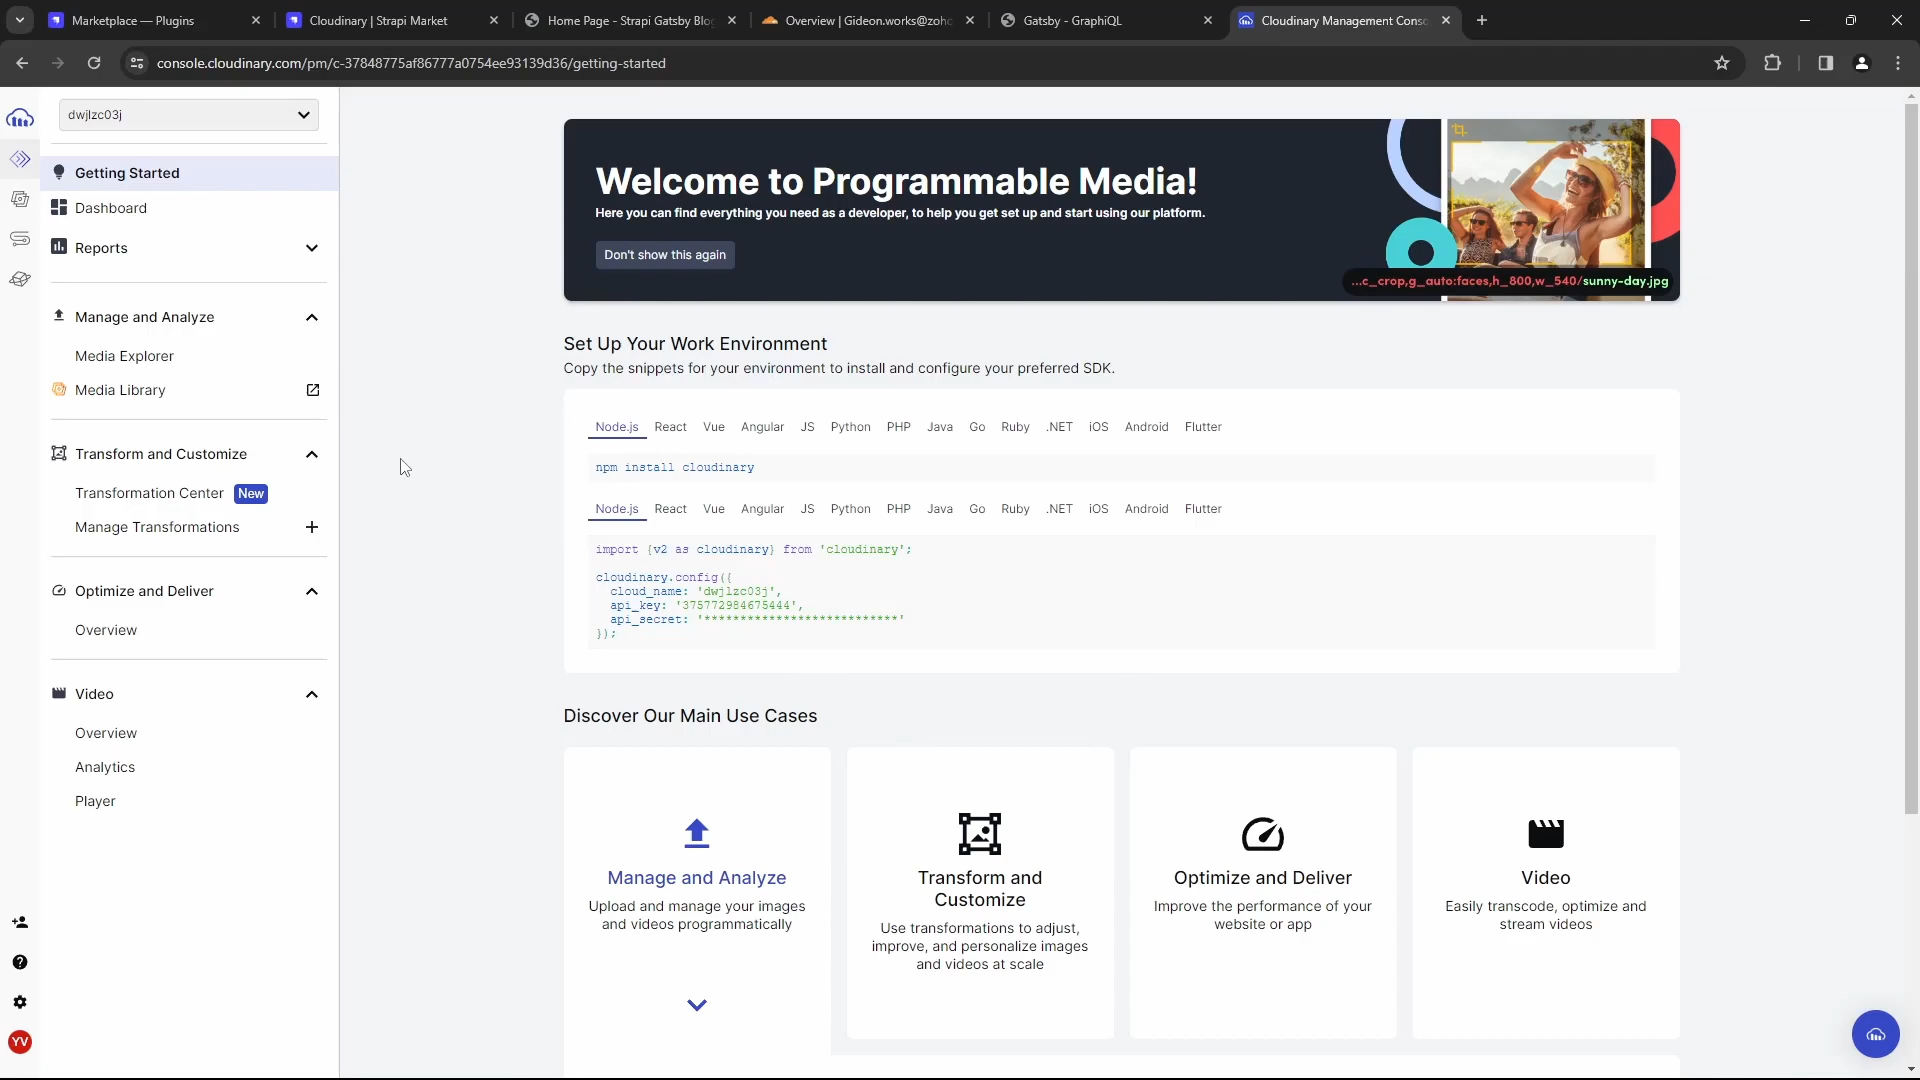 Marketplace — Plugins
Cloudinary | Strapi Market
Home Page - Strapi Gatsby Blo
Overview | Gideon.works@zoho
Gatsby - GraphiQL
Cloudinary Management Conso
console.cloudinary.com/pm/c-37848775af86777a0754ee93139d36/getting-started
dwjlzc03j
Getting Started
Dashboard
Reports
Manage and Analyze
Media Explorer
Media Library
Transform and Customize
Transformation Center New
Manage Transformations
Optimize and Deliver
Overview
Video
Overview
Analytics
Player
YV
Welcome to Programmable Media!
Here you can find everything you need as a developer, to help you get set up and start using our platform.
Don't show this again
...c_crop,g_auto:faces,h_800,w_540/sunny-day.jpg
Set Up Your Work Environment
Copy the snippets for your environment to install and configure your preferred SDK.
Node.js React Vue Angular JS Python PHP Java Go Ruby .NET iOS Android Flutter
npm install cloudinary
Node.js React Vue Angular JS Python PHP Java Go Ruby .NET iOS Android Flutter
import {v2 as cloudinary} from 'cloudinary';
cloudinary.config({
cloud_name: 'dwjlzc03j',
api_key: '375772984675444',
api_secret: '***************************'
});
Discover Our Main Use Cases
Manage and Analyze
Upload and manage your images
and videos programmatically
Transform and
Customize
Use transformations to adjust,
improve, and personalize images
and videos at scale
Optimize and Deliver
Improve the performance of your
website or app
Video
Easily transcode, optimize and
stream videos